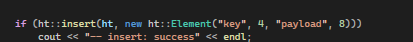 if (ht::insert(ht, new ht::Element("key", 4, "payload", 8)))
cout << "-- insert: success" << endl;